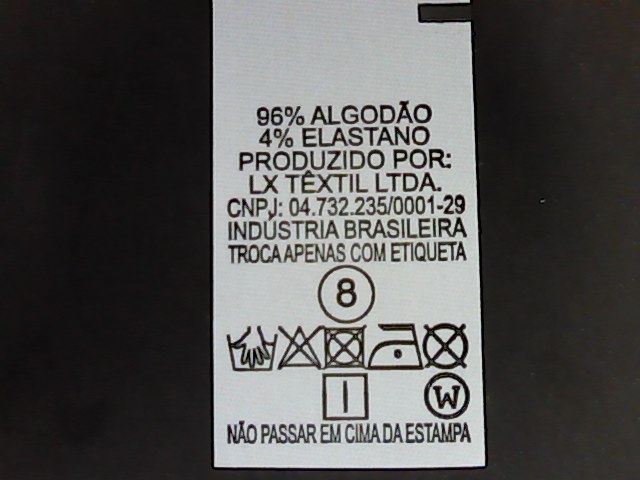 96% ALGODÃO
4% ELASTANO
PRODUZIDO POR:
LX TÊXTIL LTDA.
CNPJ: 04.732.235/0001-29
INDÚSTRIA BRASILEIRA
TROCA APENAS COM ETIQUETA
8
W
NÃO PASSAR EM CIMA DA ESTAMPA